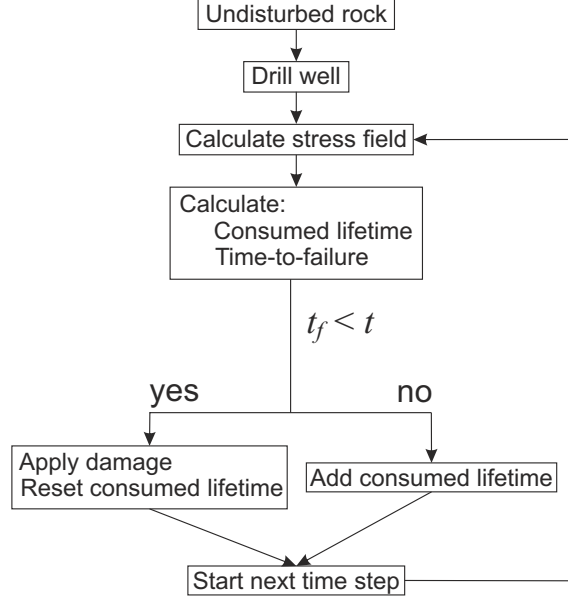 Undisturbed rock
Drill well
Calculate stress field
Calculate:
Consumed lifetime
Time-to-failure
t_f < t
yes
no
Apply damage
Reset consumed lifetime
Add consumed lifetime
Start next time step